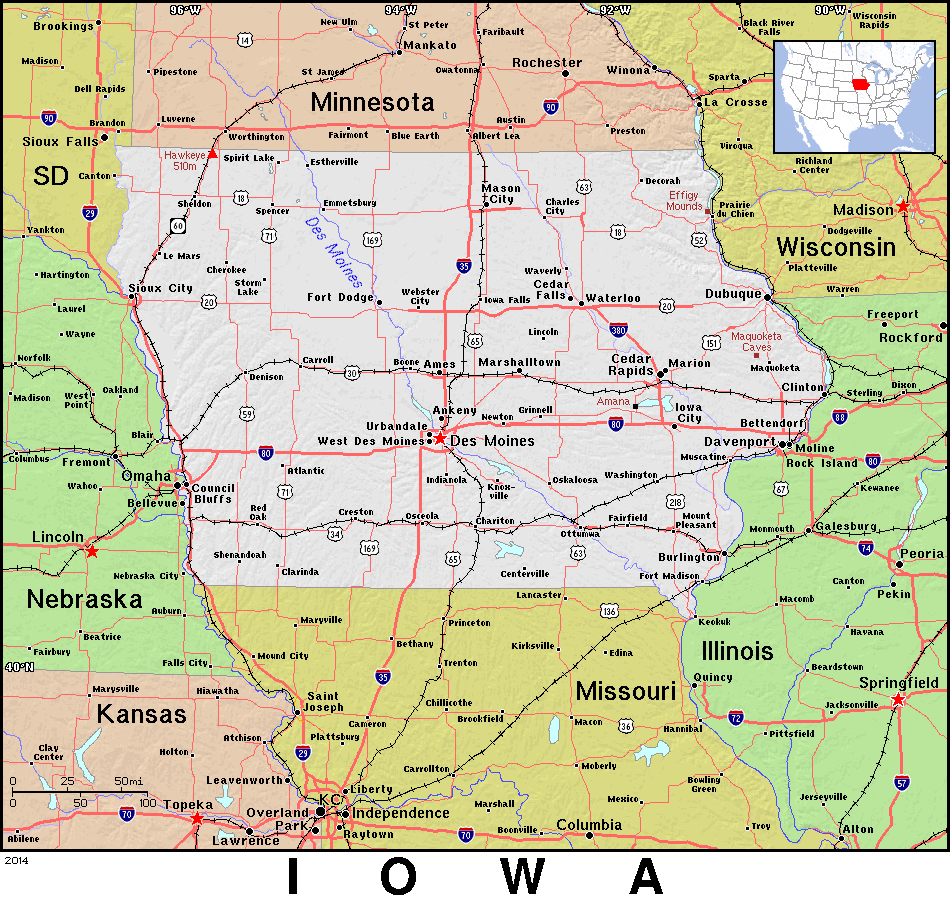 96°W
94°W
92°W
90°W
Brookings
New Ulm
St Peter
Faribault
Black River
Falls
Wisconsin
Rapids
14
Mankato
Madison
Pipestone
St James
Owatonna
Rochester
Winona
Sparta
Dell Rapids
90
La Crosse
90
Brandon
Luverne
Worthington
Fairmont
Blue Earth
Albert Lea
Austin
Preston
Minnesota
Sioux Falls
Viroqua
Hawkeye
510m
Spirit Lake
Estherville
Richland
Center
SD
Canton
Decorah
Effigy
Mounds
Prairie
du Chien
Madison
Sheldon
18
Spencer
Emmetsburg
Mason
City
63
Charles
City
29
60
71
169
Des Moines
18
52
Dodgeville
Wisconsin
Yankton
Le Mars
Cherokee
Storm
Lake
35
Waverly
Platteville
Hartington
Sioux City
20
Fort Dodge
Webster
City
Iowa Falls
Cedar
Falls
Waterloo
20
Dubuque
Warren
Laurel
Freeport
Rockford
Wayne
65
Lincoln
380
151
Maquoketa
Caves
Norfolk
Carroll
Boone
Ames
Marshalltown
Cedar
Rapids
Marion
Maquoketa
Denison
30
Madison
West
Point
Oakland
Clinton
Sterling
Dixon
59
Ankeny
Newton
Grinnell
Amana
Iowa
City
80
88
Blair
Urbandale
West Des Moines
Des Moines
Bettendorf
Davenport
Moline
Columbus
Fremont
80
Atlantic
Muscatine
Rock Island
80
Omaha
Council
Bluffs
Wahoo
Bellevue
71
Indianola
Knox-
ville
Oskaloosa
Washington
67
Kewanee
Red
Oak
Creston
Osceola
Chariton
Ottumwa
Fairfield
218
Mount
Pleasant
Monmouth
Galesburg
Lincoln
34
169
65
63
Burlington
74
Peoria
Shenandoah
Clarinda
Centerville
Fort Madison
Nebraska City
Canton
Pekin
Nebraska
Auburn
Lancaster
136
Macomb
Keokuk
Maryville
Princeton
Havana
Beatrice
Fairbury
Bethany
Kirksville
Edina
Illinois
40°N
Falls City
Mound City
Trenton
Beardstown
35
Quincy
Springfield
Marysville
Hiawatha
Saint
Joseph
Missouri
Kansas
Chillicothe
Brookfield
Jacksonville
Cameron
Macon
36
Hannibal
72
Pittsfield
Atchison
Plattsburg
29
Clay
Center
Holton
Carrollton
Moberly
Bowling
Green
57
0 25 50mi
0 50 100
Leavenworth
Liberty
Jerseyville
Topeka
KC
Marshall
Mexico
Overland
Park
Independence
70
Lawrence
Raytown
70
Boonville
Columbia
Troy
Alton
Abilene
2014
I O W A